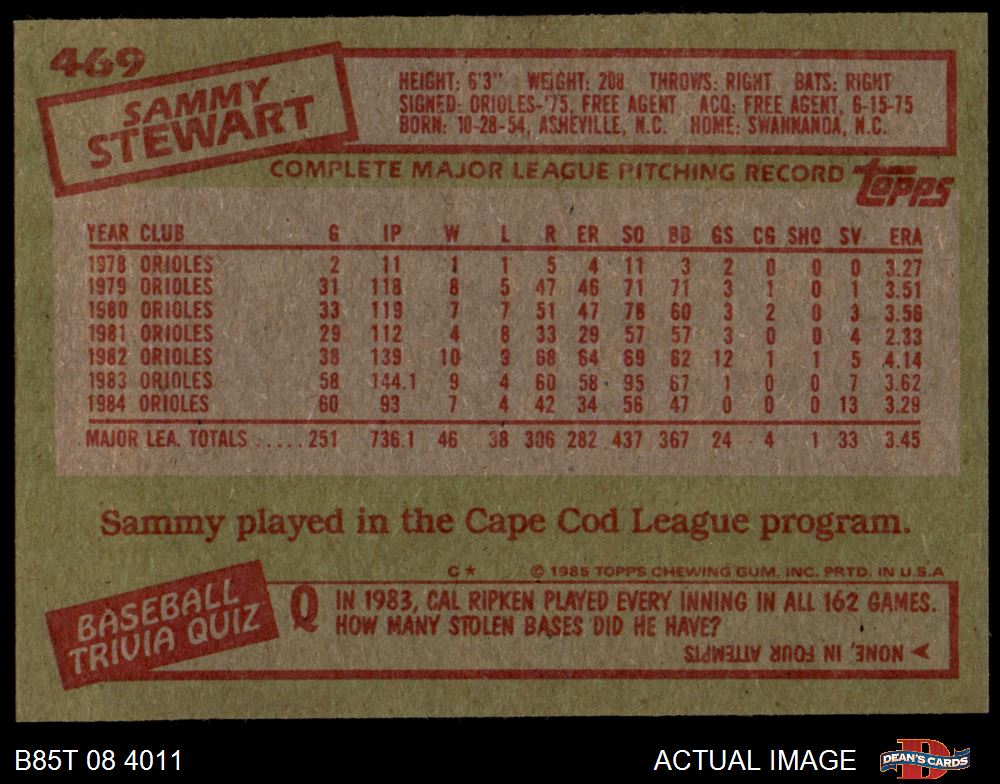 469
SAMMY
STEWART
HEIGHT: 6'3" WEIGHT: 208 THROWS: RIGHT BATS: RIGHT
SIGNED: ORIOLES-'75, FREE AGENT ACQ: FREE AGENT, 6-15-75
BORN: 10-28-54, ASHEVILLE, N.C. HOME: SWANNANOA, N.C.
COMPLETE MAJOR LEAGUE PITCHING RECORD topps
YEAR CLUB G IP W L R ER SO BB GS CG SHO SV ERA
1978 ORIOLES 2 11 1 1 5 4 11 3 2 0 0 0 3.27
1979 ORIOLES 31 118 8 5 47 46 71 71 3 1 0 1 3.51
1980 ORIOLES 33 119 7 7 51 47 78 60 3 2 0 3 3.56
1981 ORIOLES 29 112 4 8 33 29 57 57 3 0 0 4 2.33
1982 ORIOLES 38 139 10 3 68 64 69 62 12 1 1 5 4.14
1983 ORIOLES 58 144.1 9 4 60 58 95 67 1 0 0 7 3.62
1984 ORIOLES 60 93 7 4 42 34 56 47 0 0 0 13 3.29
MAJOR LEA. TOTALS ..... 251 736.1 46 38 306 282 437 367 24 4 1 33 3.45
Sammy played in the Cape Cod League program.
C* © 1985 TOPPS CHEWING GUM, INC. PRTD. IN U.S.A
BASEBALL
TRIVIA QUIZ
Q IN 1983, CAL RIPKEN PLAYED EVERY INNING IN ALL 162 GAMES.
HOW MANY STOLEN BASES DID HE HAVE?
NONE, IN FOUR ATTEMPTS
B85T 08 4011 ACTUAL IMAGE D DEAN'S CARDS